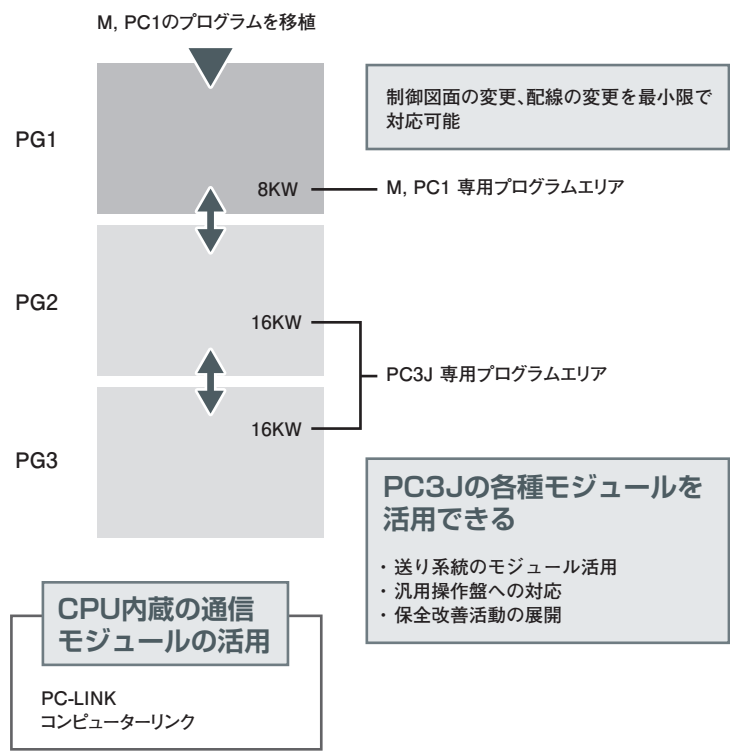 M, PC1のプログラムを移植
PG1
8KW
制御図面の変更、配線の変更を最小限で
対応可能
M, PC1 専用プログラムエリア
PG2
16KW
PC3J 専用プログラムエリア
16KW
PG3
PC3Jの各種モジュールを
活用できる
・送り系統のモジュール活用
・汎用操作盤への対応
・保全改善活動の展開
CPU内蔵の通信
モジュールの活用
PC-LINK
コンピューターリンク